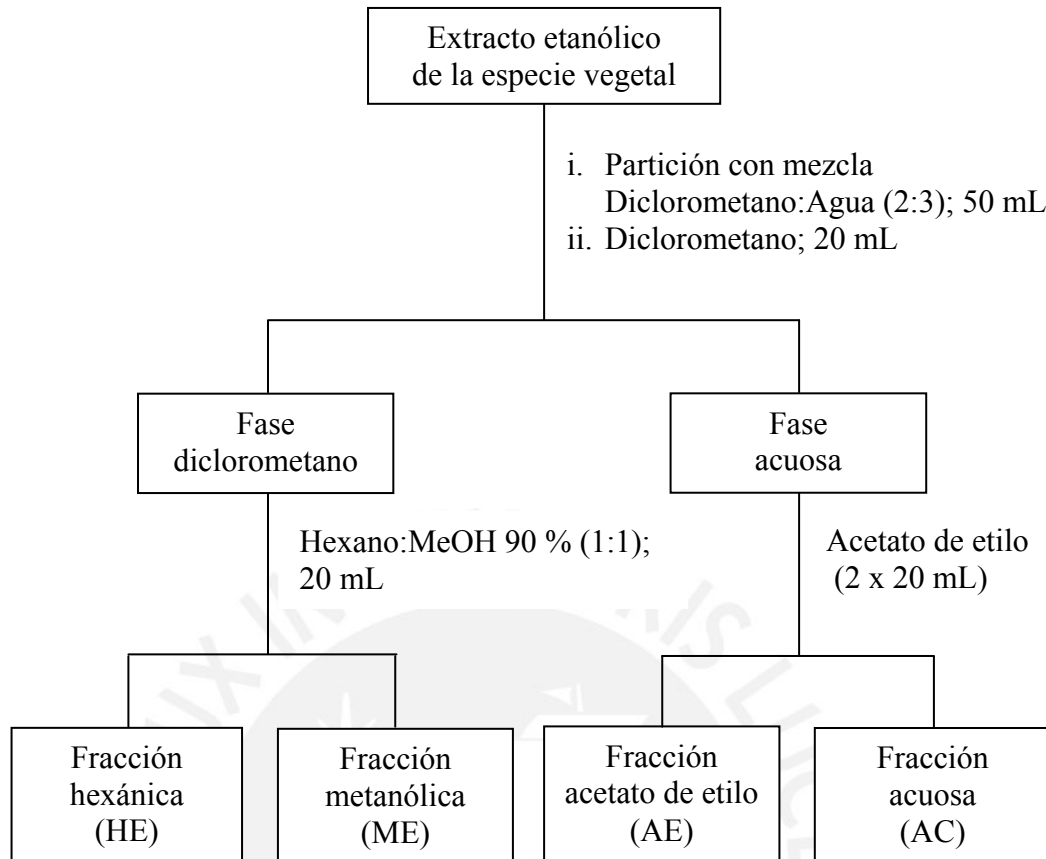 Extracto etanólico
de la especie vegetal
i. Partición con mezcla
Diclorometano:Agua (2:3); 50 mL
ii. Diclorometano; 20 mL
Fase
diclorometano
Fase
acuosa
Hexano:MeOH 90 % (1:1);
20 mL
Acetato de etilo
(2 x 20 mL)
Fracción
hexánica
(HE)
Fracción
metanólica
(ME)
Fracción
acetato de etilo
(AE)
Fracción
acuosa
(AC)